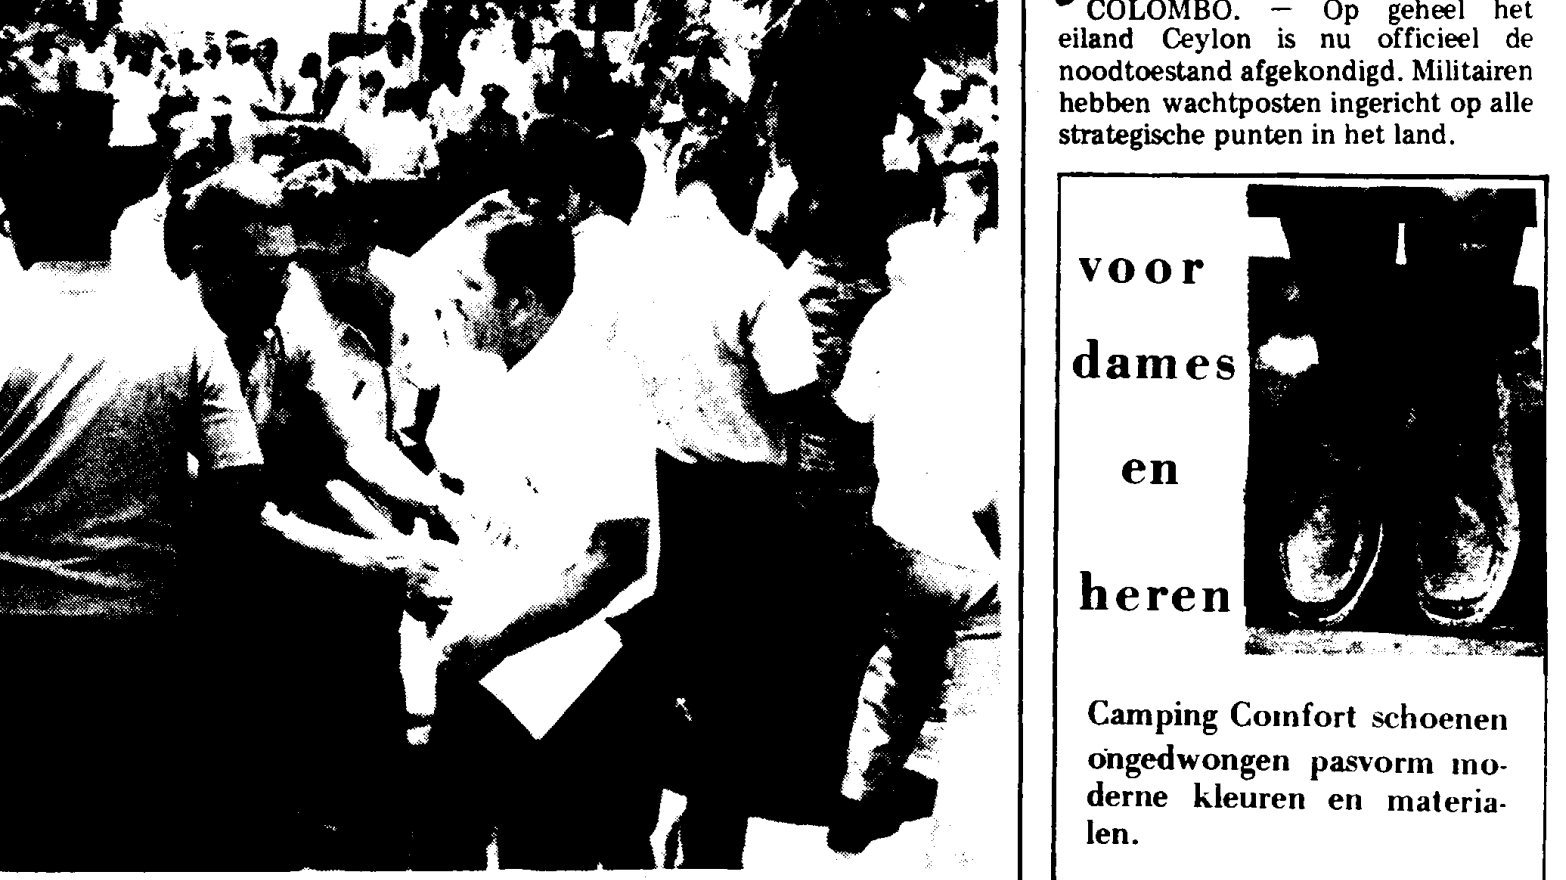 COLOMBO. — Op geheel het
eiland Ceylon is nu officieel de
noodtoestand afgekondigd. Militairen
hebben wachtposten ingericht op alle
strategische punten in het land.
voor
dames
en
heren
Camping Comfort schoenen
ongedwongen pasvorm mo-
derne kleuren en materia-
len.